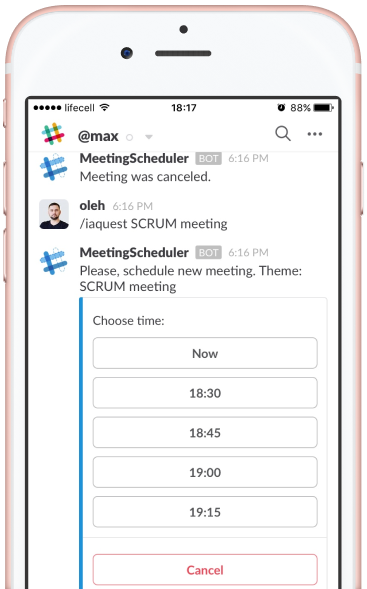 lifecell 18:17 88%
@max
MeetingScheduler BOT 6:16 PM
Meeting was canceled.
oleh 6:16 PM
/iaquest SCRUM meeting
MeetingScheduler BOT 6:16 PM
Please, schedule new meeting. Theme:
SCRUM meeting
Choose time:
Now
18:30
18:45
19:00
19:15
Cancel